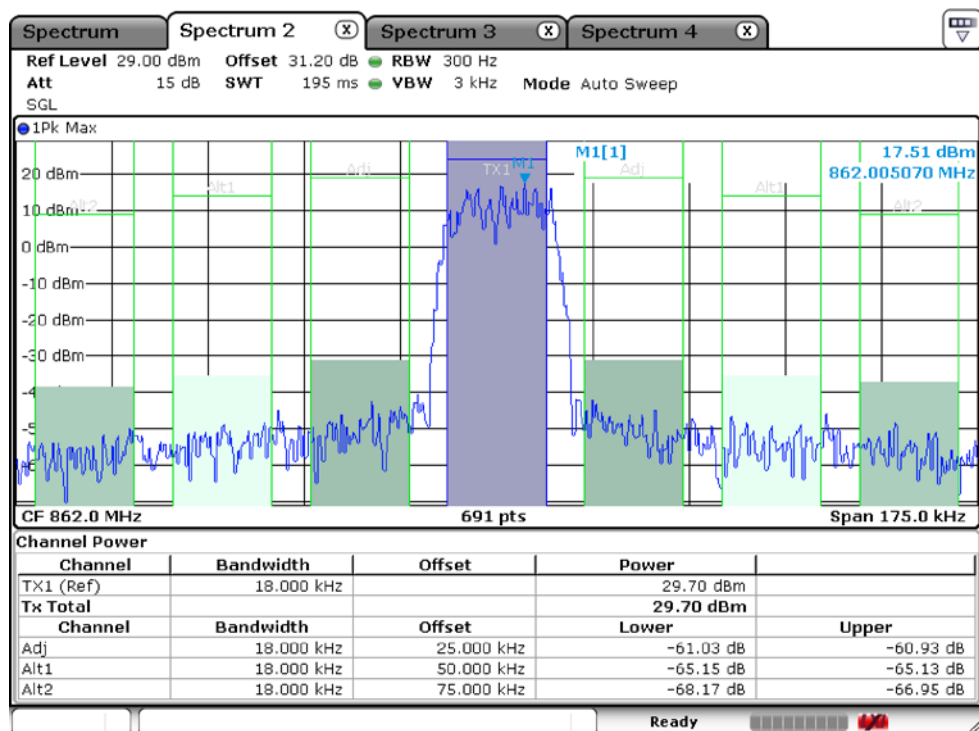 Spectrum Spectrum 2 X Spectrum 3 X Spectrum 4 X
Ref Level 29.00 dBm Offset 31.20 dB RBW 300 Hz
Att 15 dB SWT 195 ms VBW 3 kHz Mode Auto Sweep
SGL
1Pk Max
M1[1] 17.51 dBm
862.005070 MHz
20 dBm
Adj TX1 M1 Adj
Alt1 Alt1
10 dBm
Alt2 Alt2
0 dBm
-10 dBm
-20 dBm
-30 dBm
CF 862.0 MHz 691 pts Span 175.0 kHz
Channel Power
Channel Bandwidth Offset Power
TX1 (Ref) 18.000 kHz 29.70 dBm
Tx Total 29.70 dBm
Channel Bandwidth Offset Lower Upper
Adj 18.000 kHz 25.000 kHz -61.03 dB -60.93 dB
Alt1 18.000 kHz 50.000 kHz -65.15 dB -65.13 dB
Alt2 18.000 kHz 75.000 kHz -68.17 dB -66.95 dB
Ready